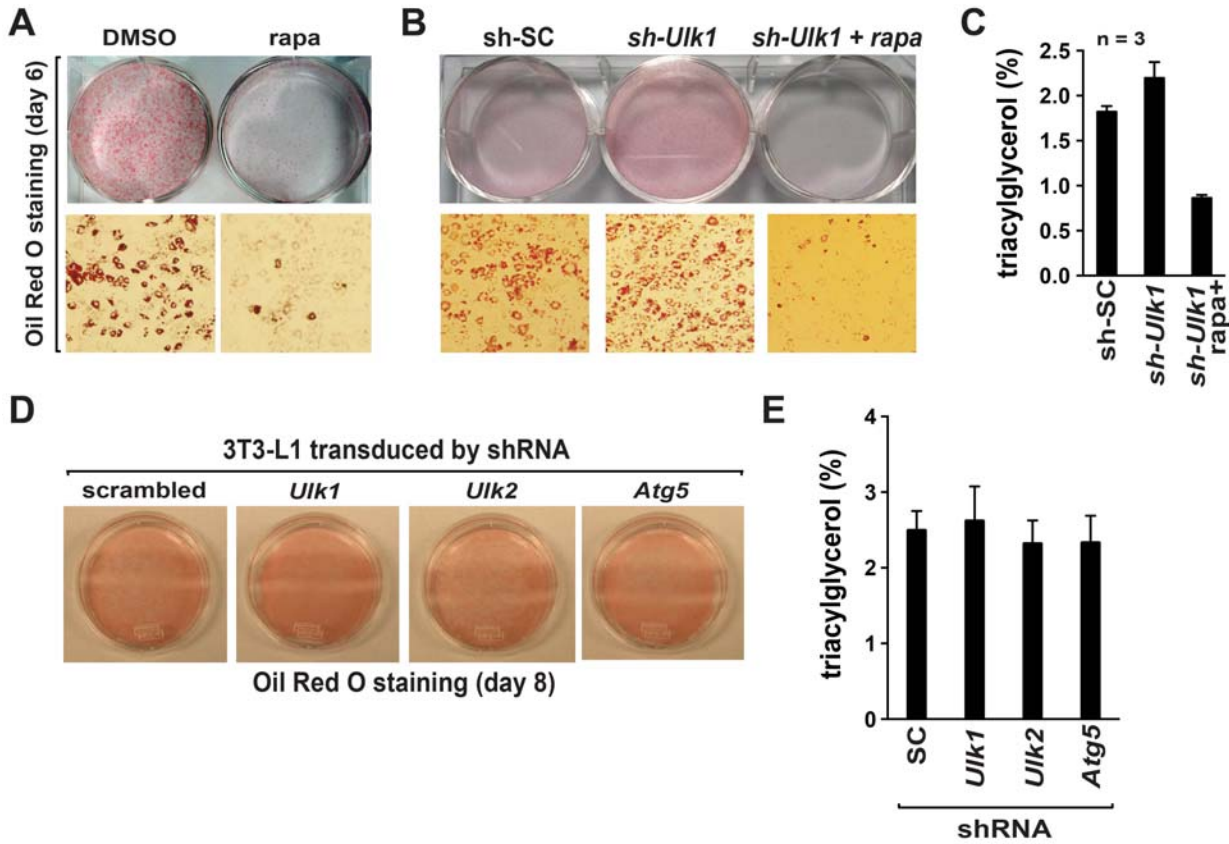 A
DMSO
rapa
Oil Red O staining (day 6)
B
sh-SC
sh-Ulk1
sh-Ulk1 + rapa
C
n = 3
triacylglycerol (%)
2.5
2.0
1.5
1.0
0.5
0.0
sh-SC
sh-Ulk1
sh-Ulk1
rapa+
D
3T3-L1 transduced by shRNA
scrambled
Ulk1
Ulk2
Atg5
Oil Red O staining (day 8)
E
triacylglycerol (%)
4
3
2
1
0
SC
Ulk1
Ulk2
Atg5
shRNA